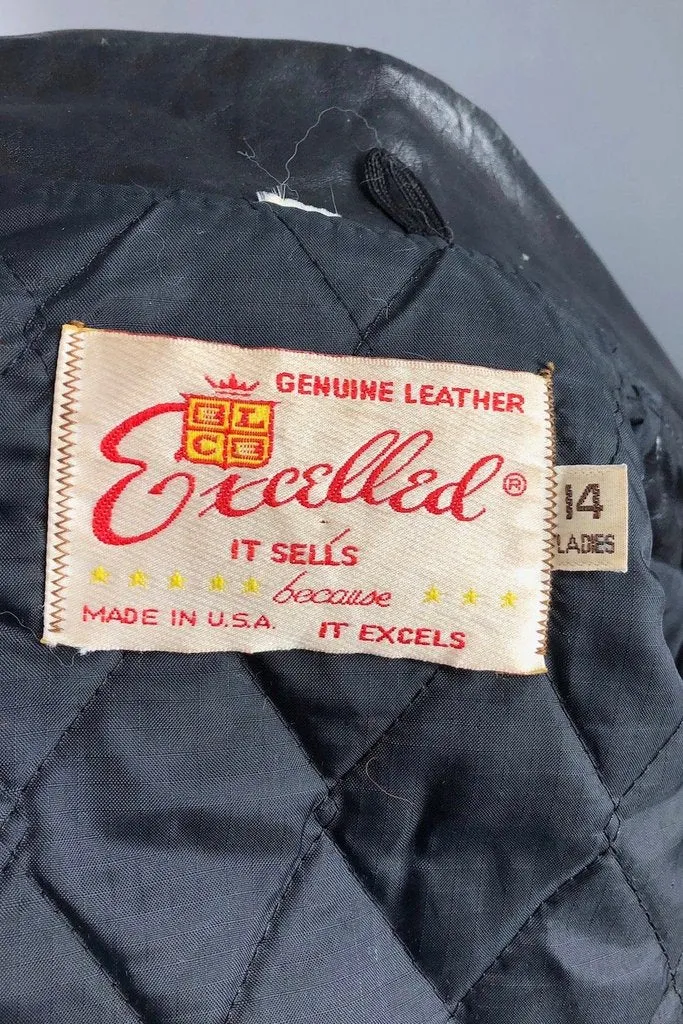 GENUINE LEATHER
E L
C E
Excelled®
IT SELLS
because
MADE IN U.S.A.
IT EXCELS
14
LADIES